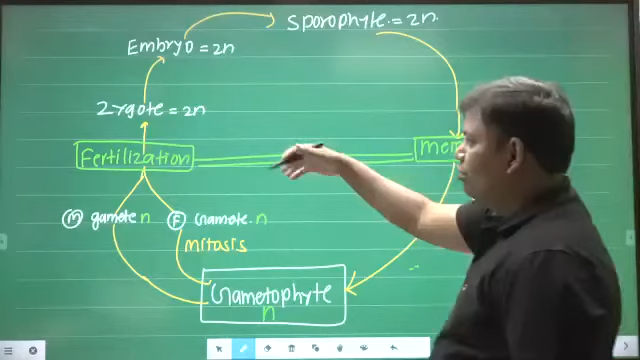 Sporophyte = 2n.
Embryo = 2n
Zygote = 2n
Fertilization
M gamete n
F Gamete. n
mitosis
Gametophyte
n